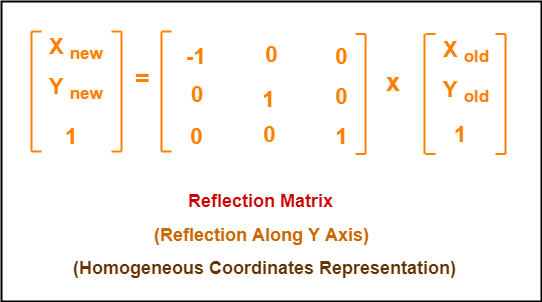 X new -1 0 0 X old
Y new = 0 1 0 x Y old
1 0 0 1 1
Reflection Matrix
(Reflection Along Y Axis)
(Homogeneous Coordinates Representation)